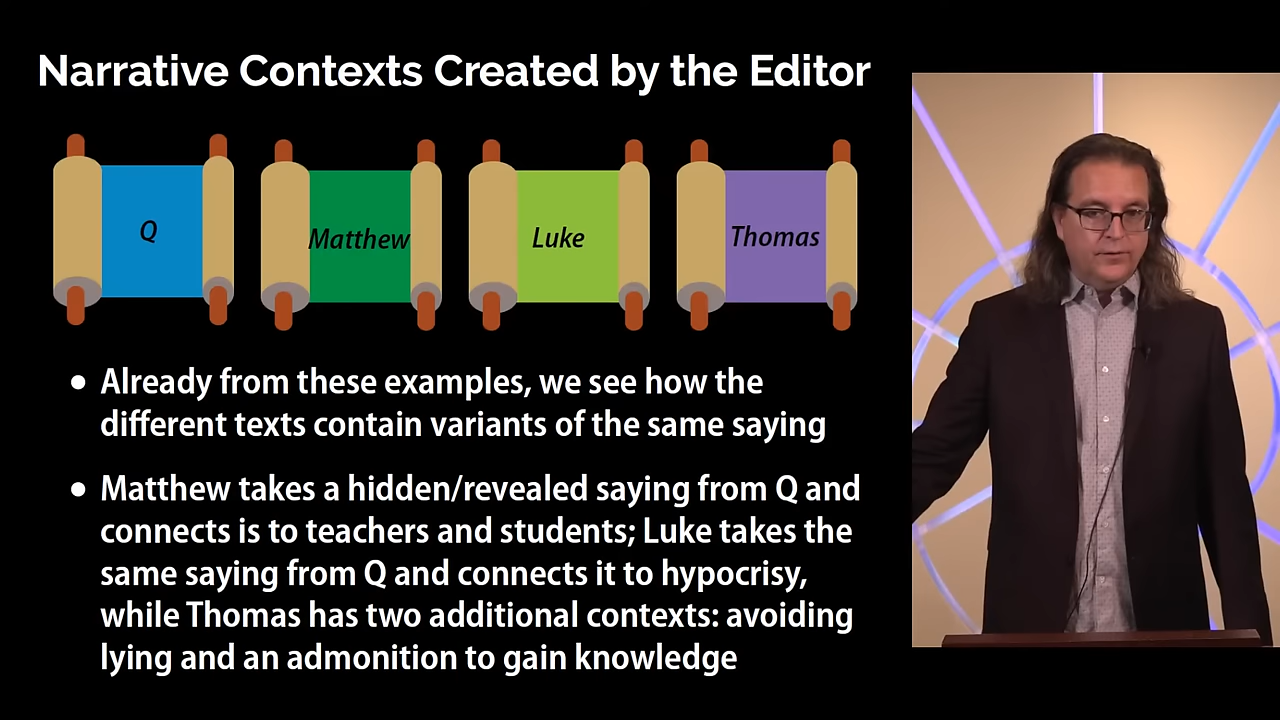 Narrative Contexts Created by the Editor
Q
Matthew
Luke
Thomas
● Already from these examples, we see how the
different texts contain variants of the same saying
● Matthew takes a hidden/revealed saying from Q and
connects is to teachers and students; Luke takes the
same saying from Q and connects it to hypocrisy,
while Thomas has two additional contexts: avoiding
lying and an admonition to gain knowledge